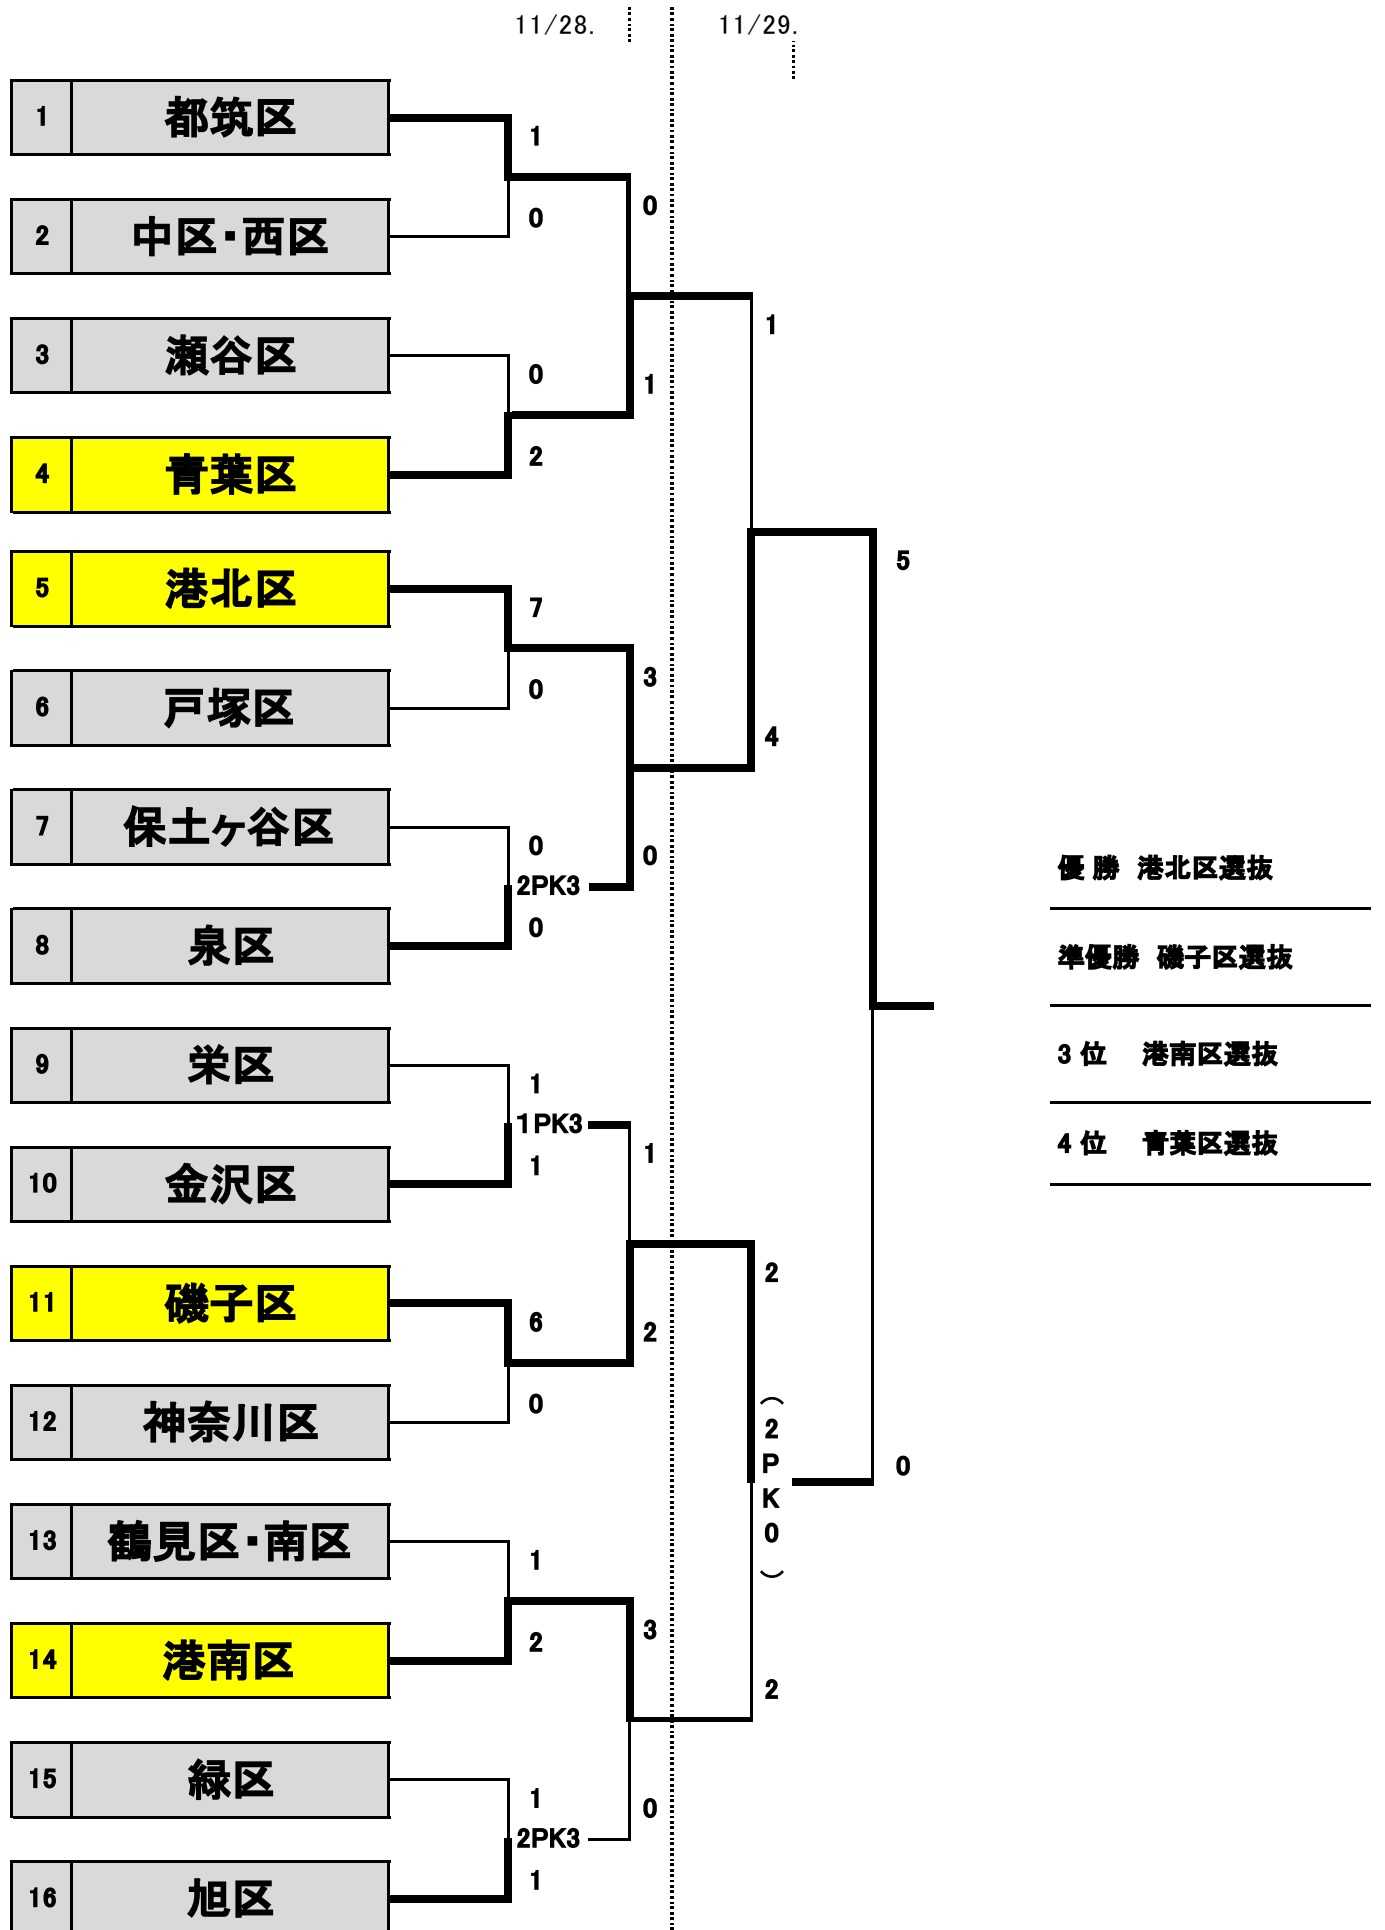 11/28. 11/29.
1 都筑区
1
0
0
2 中区・西区
1
3 瀬谷区
0
1
2
4 青葉区
5
5 港北区
7
3
0
6 戸塚区
4
7 保土ヶ谷区
0
0
2PK3
0
8 泉区
優 勝 港北区選抜
準優勝 磯子区選抜
3 位 港南区選抜
4 位 青葉区選抜
9 栄区
1
1PK3
1
1
10 金沢区
2
11 磯子区
6
2
0
12 神奈川区
(2PK0)
0
13 鶴見区・南区
1
3
2
14 港南区
2
15 緑区
1
0
2PK3
1
16 旭区